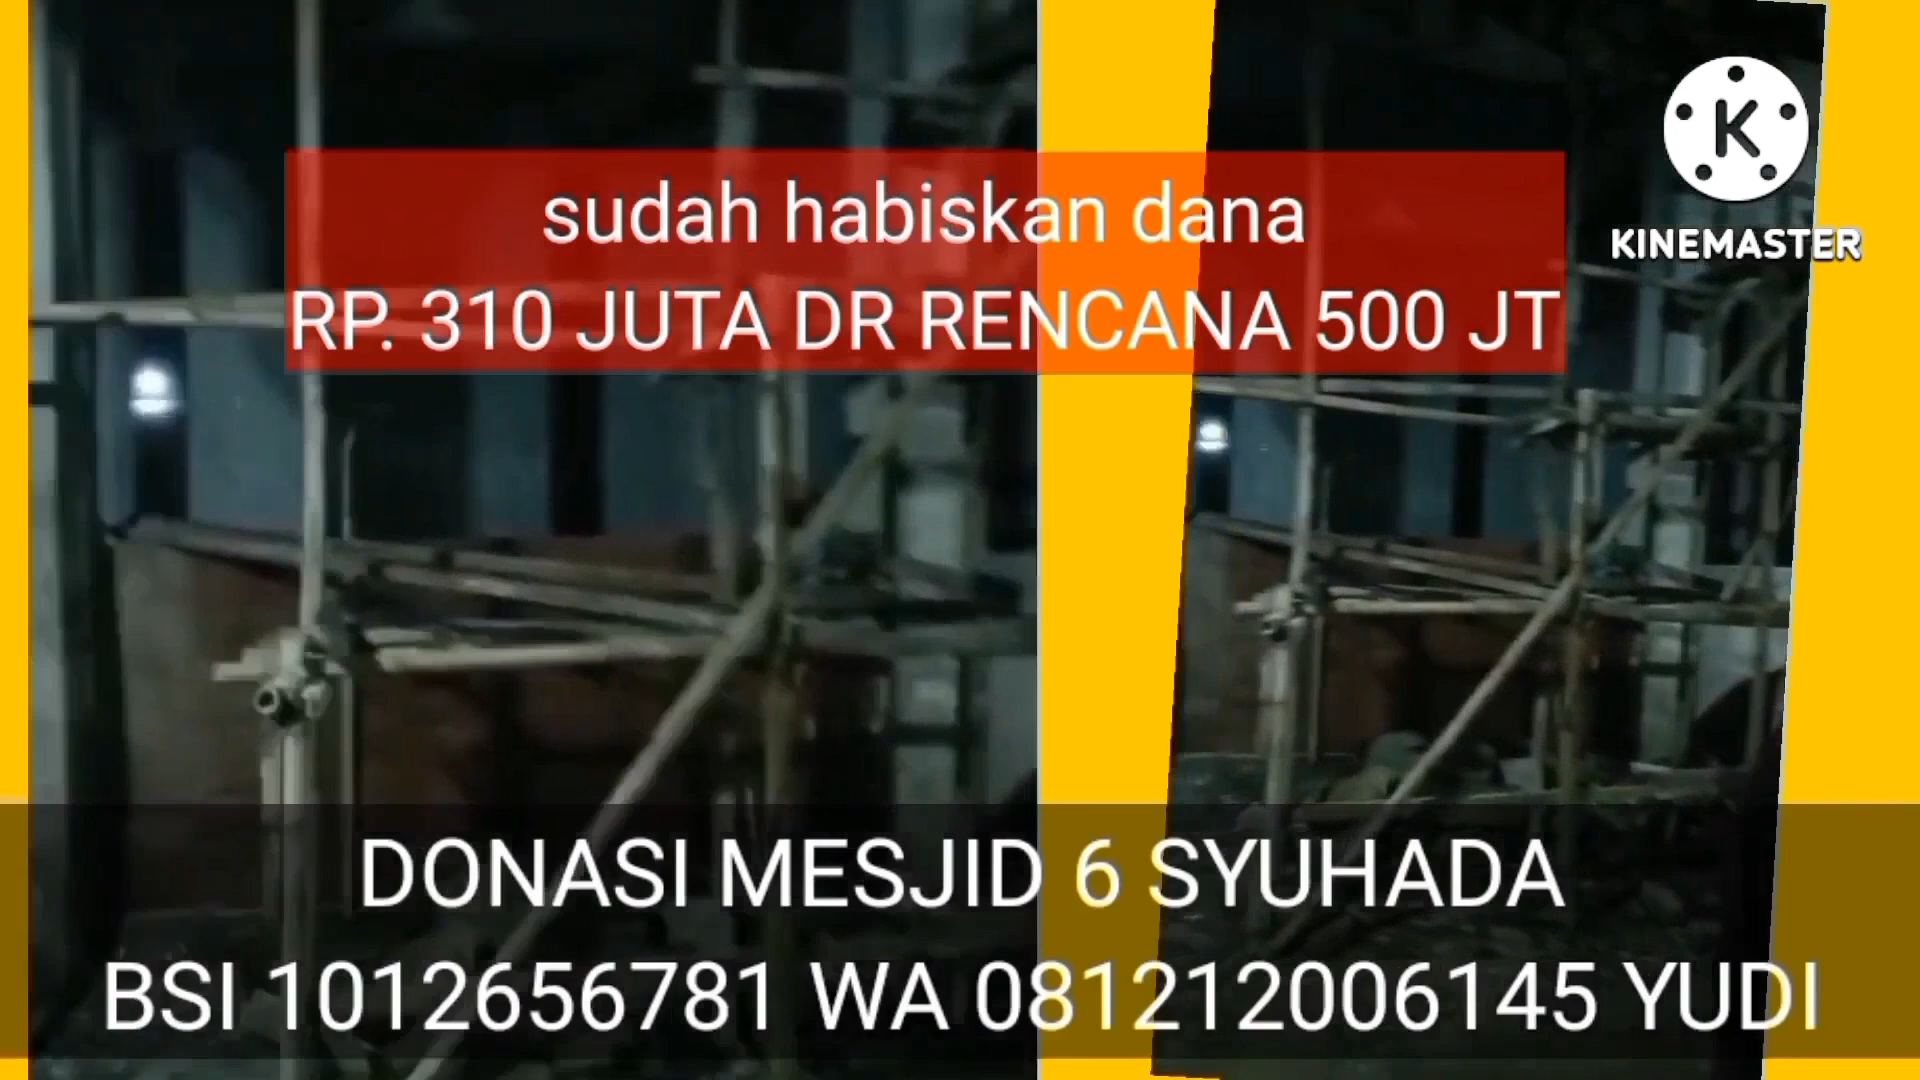 sudah habiskan dana
RP. 310 JUTA DR RENCANA 500 JT
K
KINEMASTER
DONASI MESJID 6 SYUHADA
BSI 1012656781 WA 081212006145 YUDI